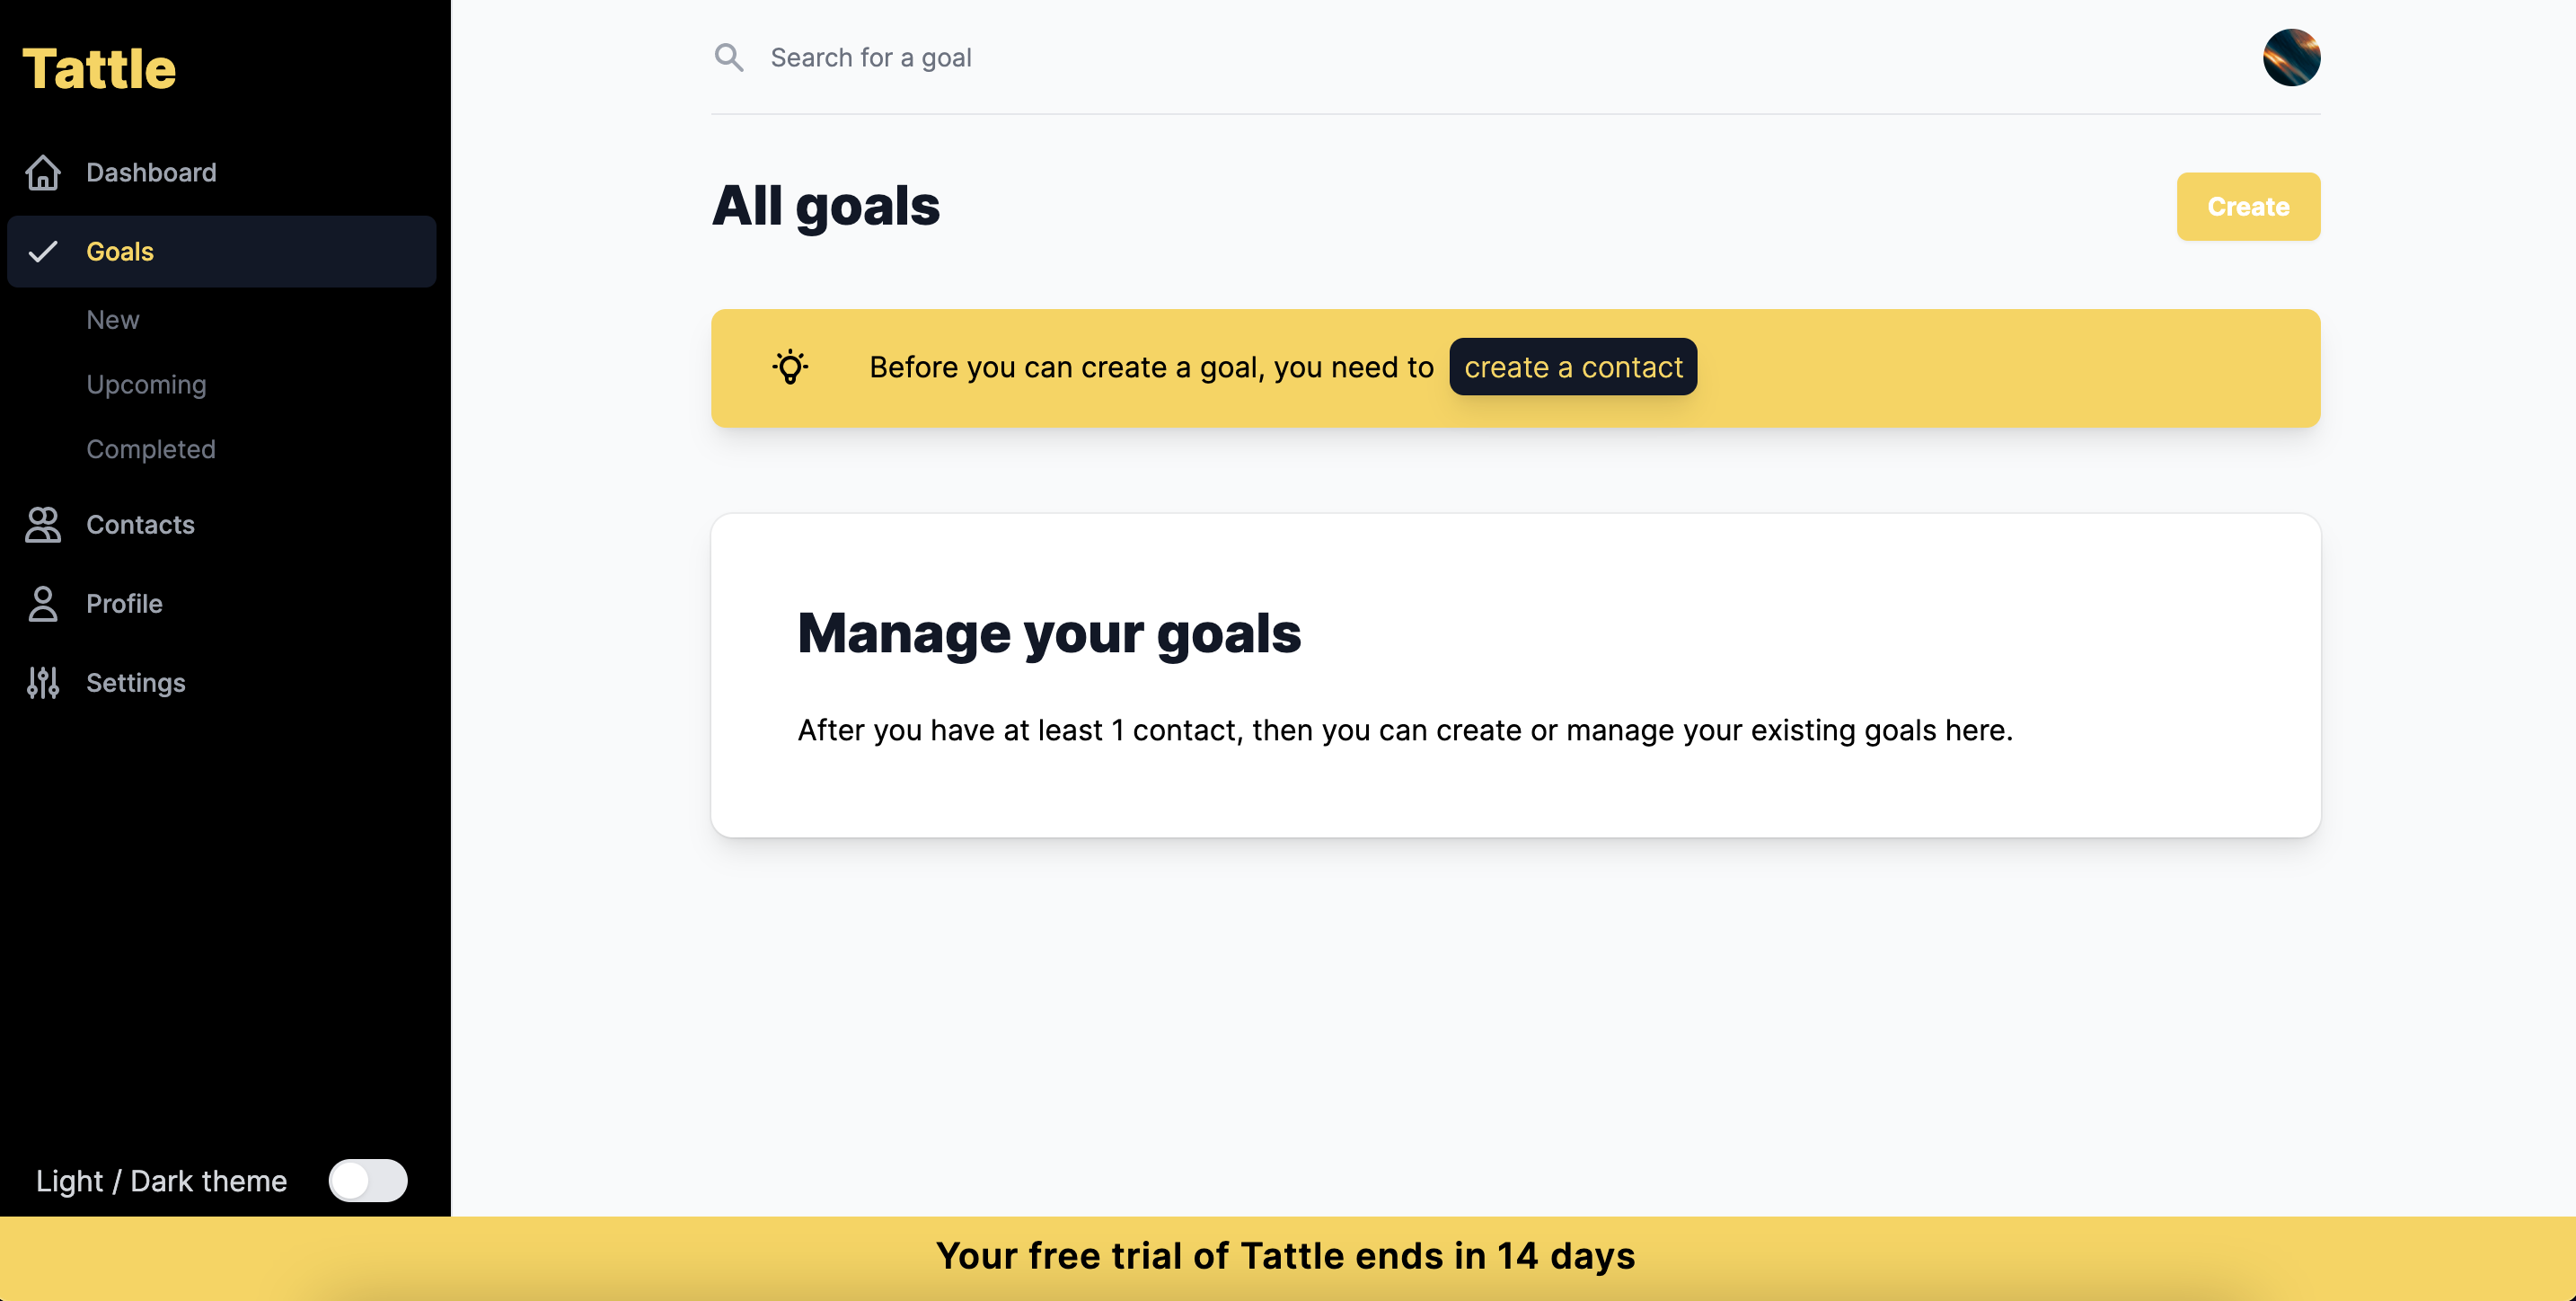 Tattle
Dashboard
Goals
New
Upcoming
Completed
Contacts
Profile
Settings
Light / Dark theme
Search for a goal
All goals
Create
Before you can create a goal, you need to create a contact
Manage your goals
After you have at least 1 contact, then you can create or manage your existing goals here.
Your free trial of Tattle ends in 14 days